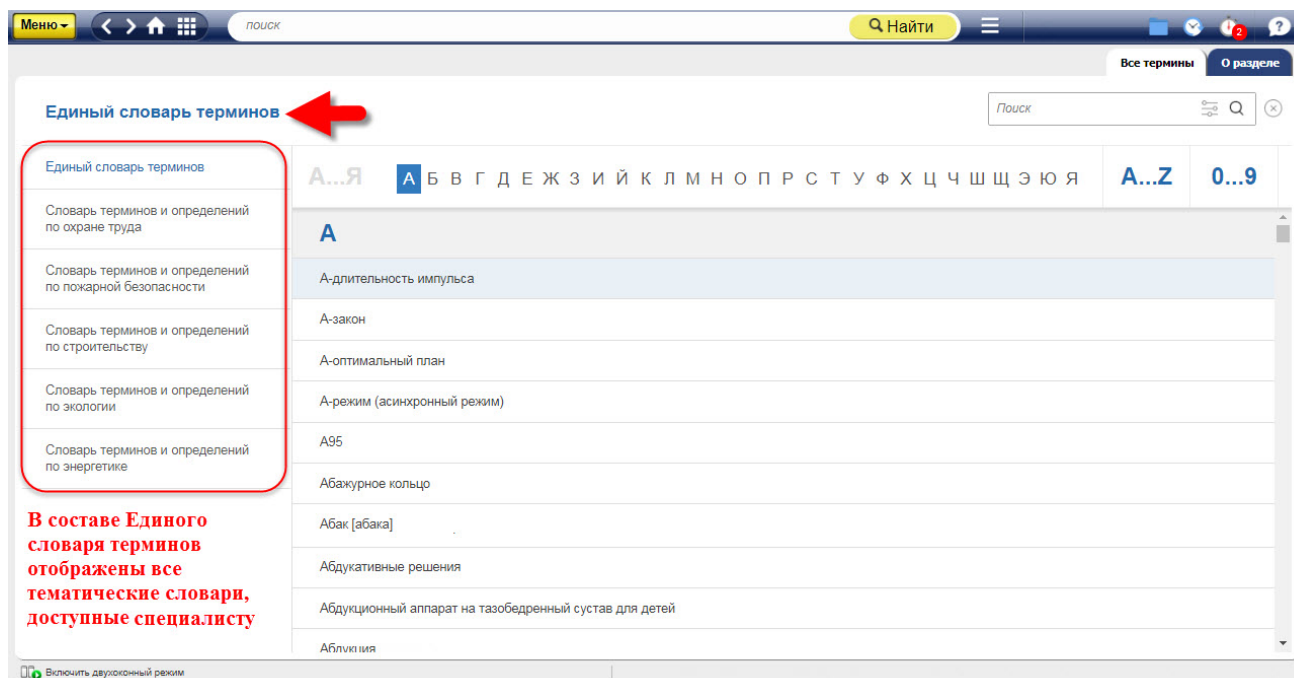 Меню
поиск
Найти
2
?
Все термины
О разделе
Единый словарь терминов
Поиск
Единый словарь терминов
Словарь терминов и определений
по охране труда
Словарь терминов и определений
по пожарной безопасности
Словарь терминов и определений
по строительству
Словарь терминов и определений
по экологии
Словарь терминов и определений
по энергетике
В составе Единого
словаря терминов
отображены все
тематические словари,
доступные специалисту
А...Я
А Б В Г Д Е Ж З И Й К Л М Н О П Р С Т У Ф Х Ц Ч Ш Щ Э Ю Я
A...Z
0...9
А
А-длительность импульса
А-закон
А-оптимальный план
А-режим (асинхронный режим)
А95
Абажурное кольцо
Абак [абака]
Абдукативные решения
Абдукционный аппарат на тазобедренный сустав для детей
Абдукция
Включить двухоконный режим